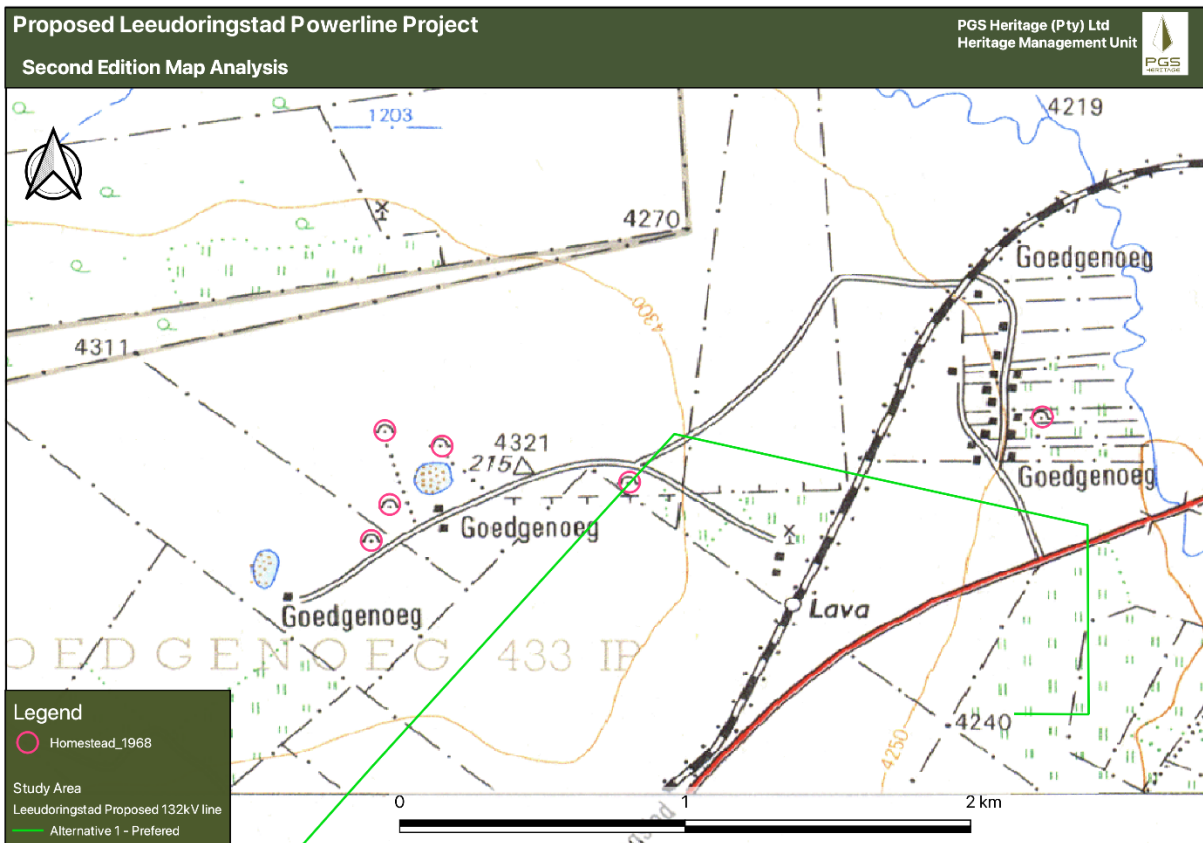 Proposed Leeudoringstad Powerline Project
Second Edition Map Analysis
PGS Heritage (Pty) Ltd
Heritage Management Unit
PGS
HERITAGE
1203
4219
4270
Goedgenoeg
4300
4311
4321
215
Goedgenoeg
Goedgenoeg
Goedgenoeg
Lava
OEDGENOEG 433 IP
4240
4250
Legend
Homestead_1968
Study Area
Leeudoringstad Proposed 132kV line
Alternative 1 - Prefered
0
1
2 km